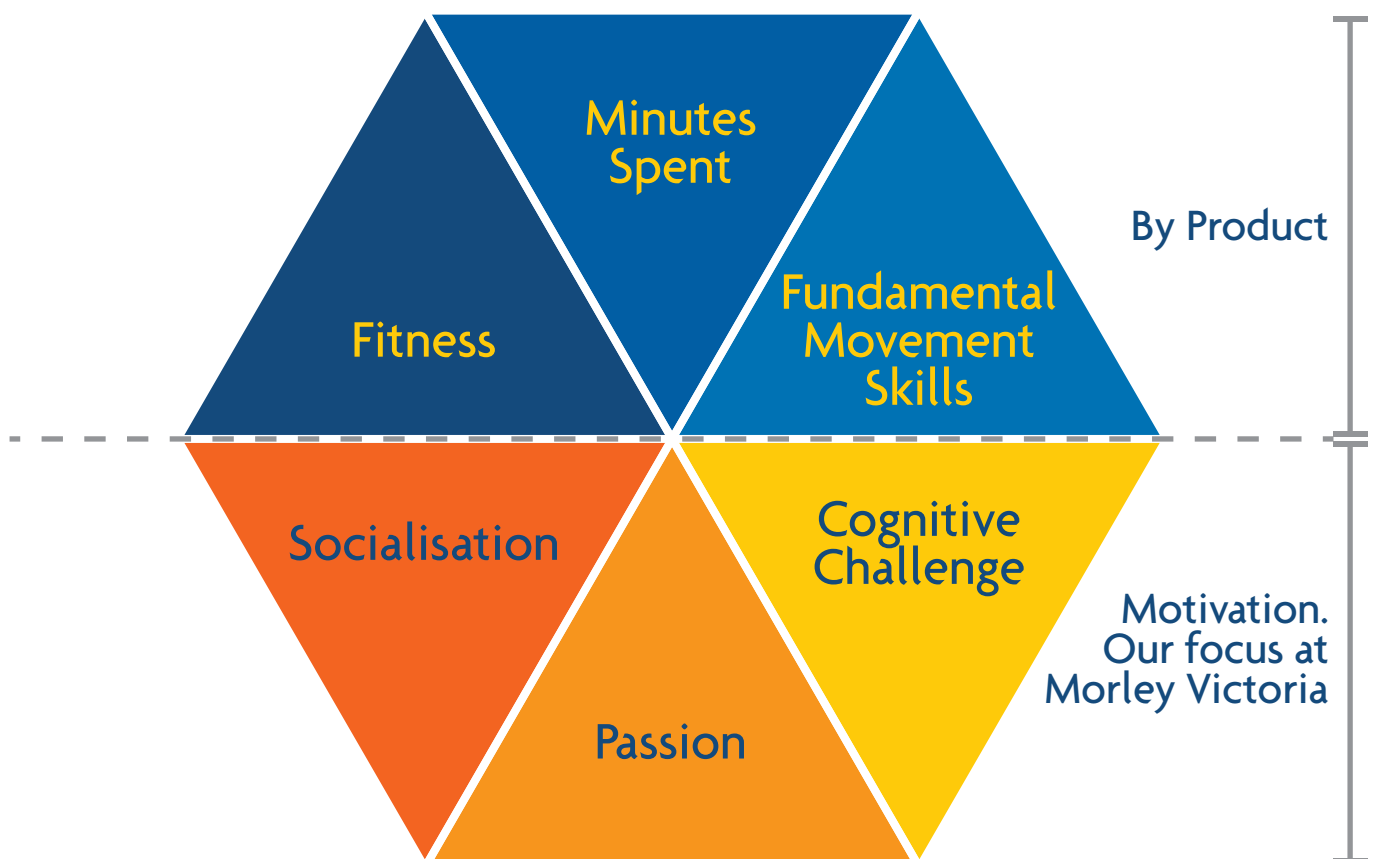 Minutes
Spent
By Product
Fundamental
Movement
Skills
Fitness
Socialisation
Cognitive
Challenge
Motivation.
Our focus at
Morley Victoria
Passion